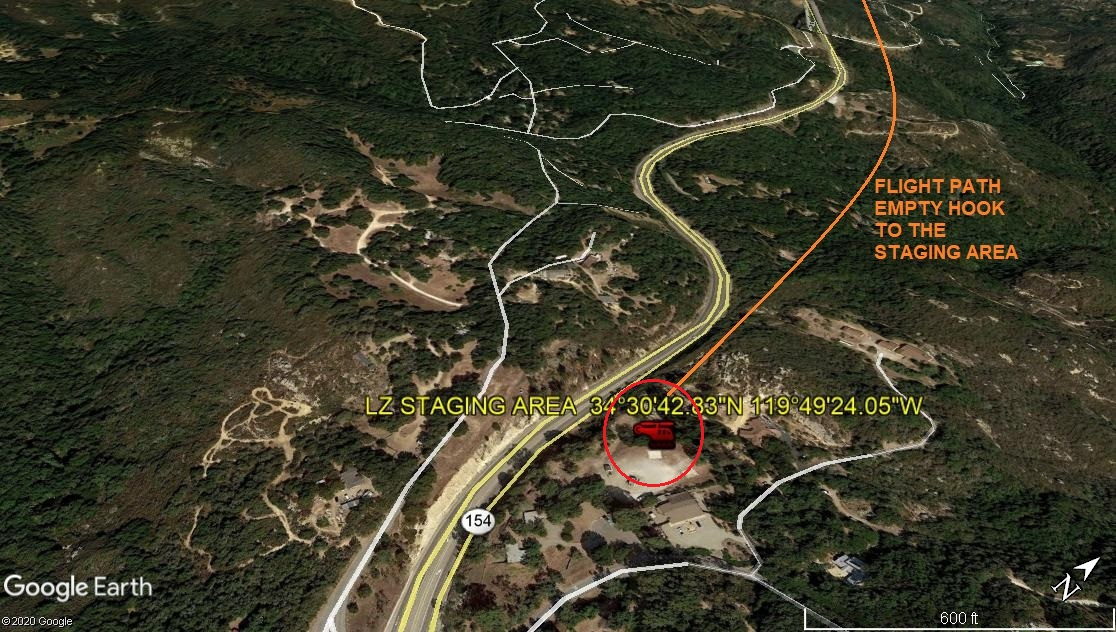 FLIGHT PATH
EMPTY HOOK
TO THE
STAGING AREA
LZ STAGING AREA 34°30'42.83"N 119°49'24.05"W
154
Google Earth
N
©2020 Google
600 ft